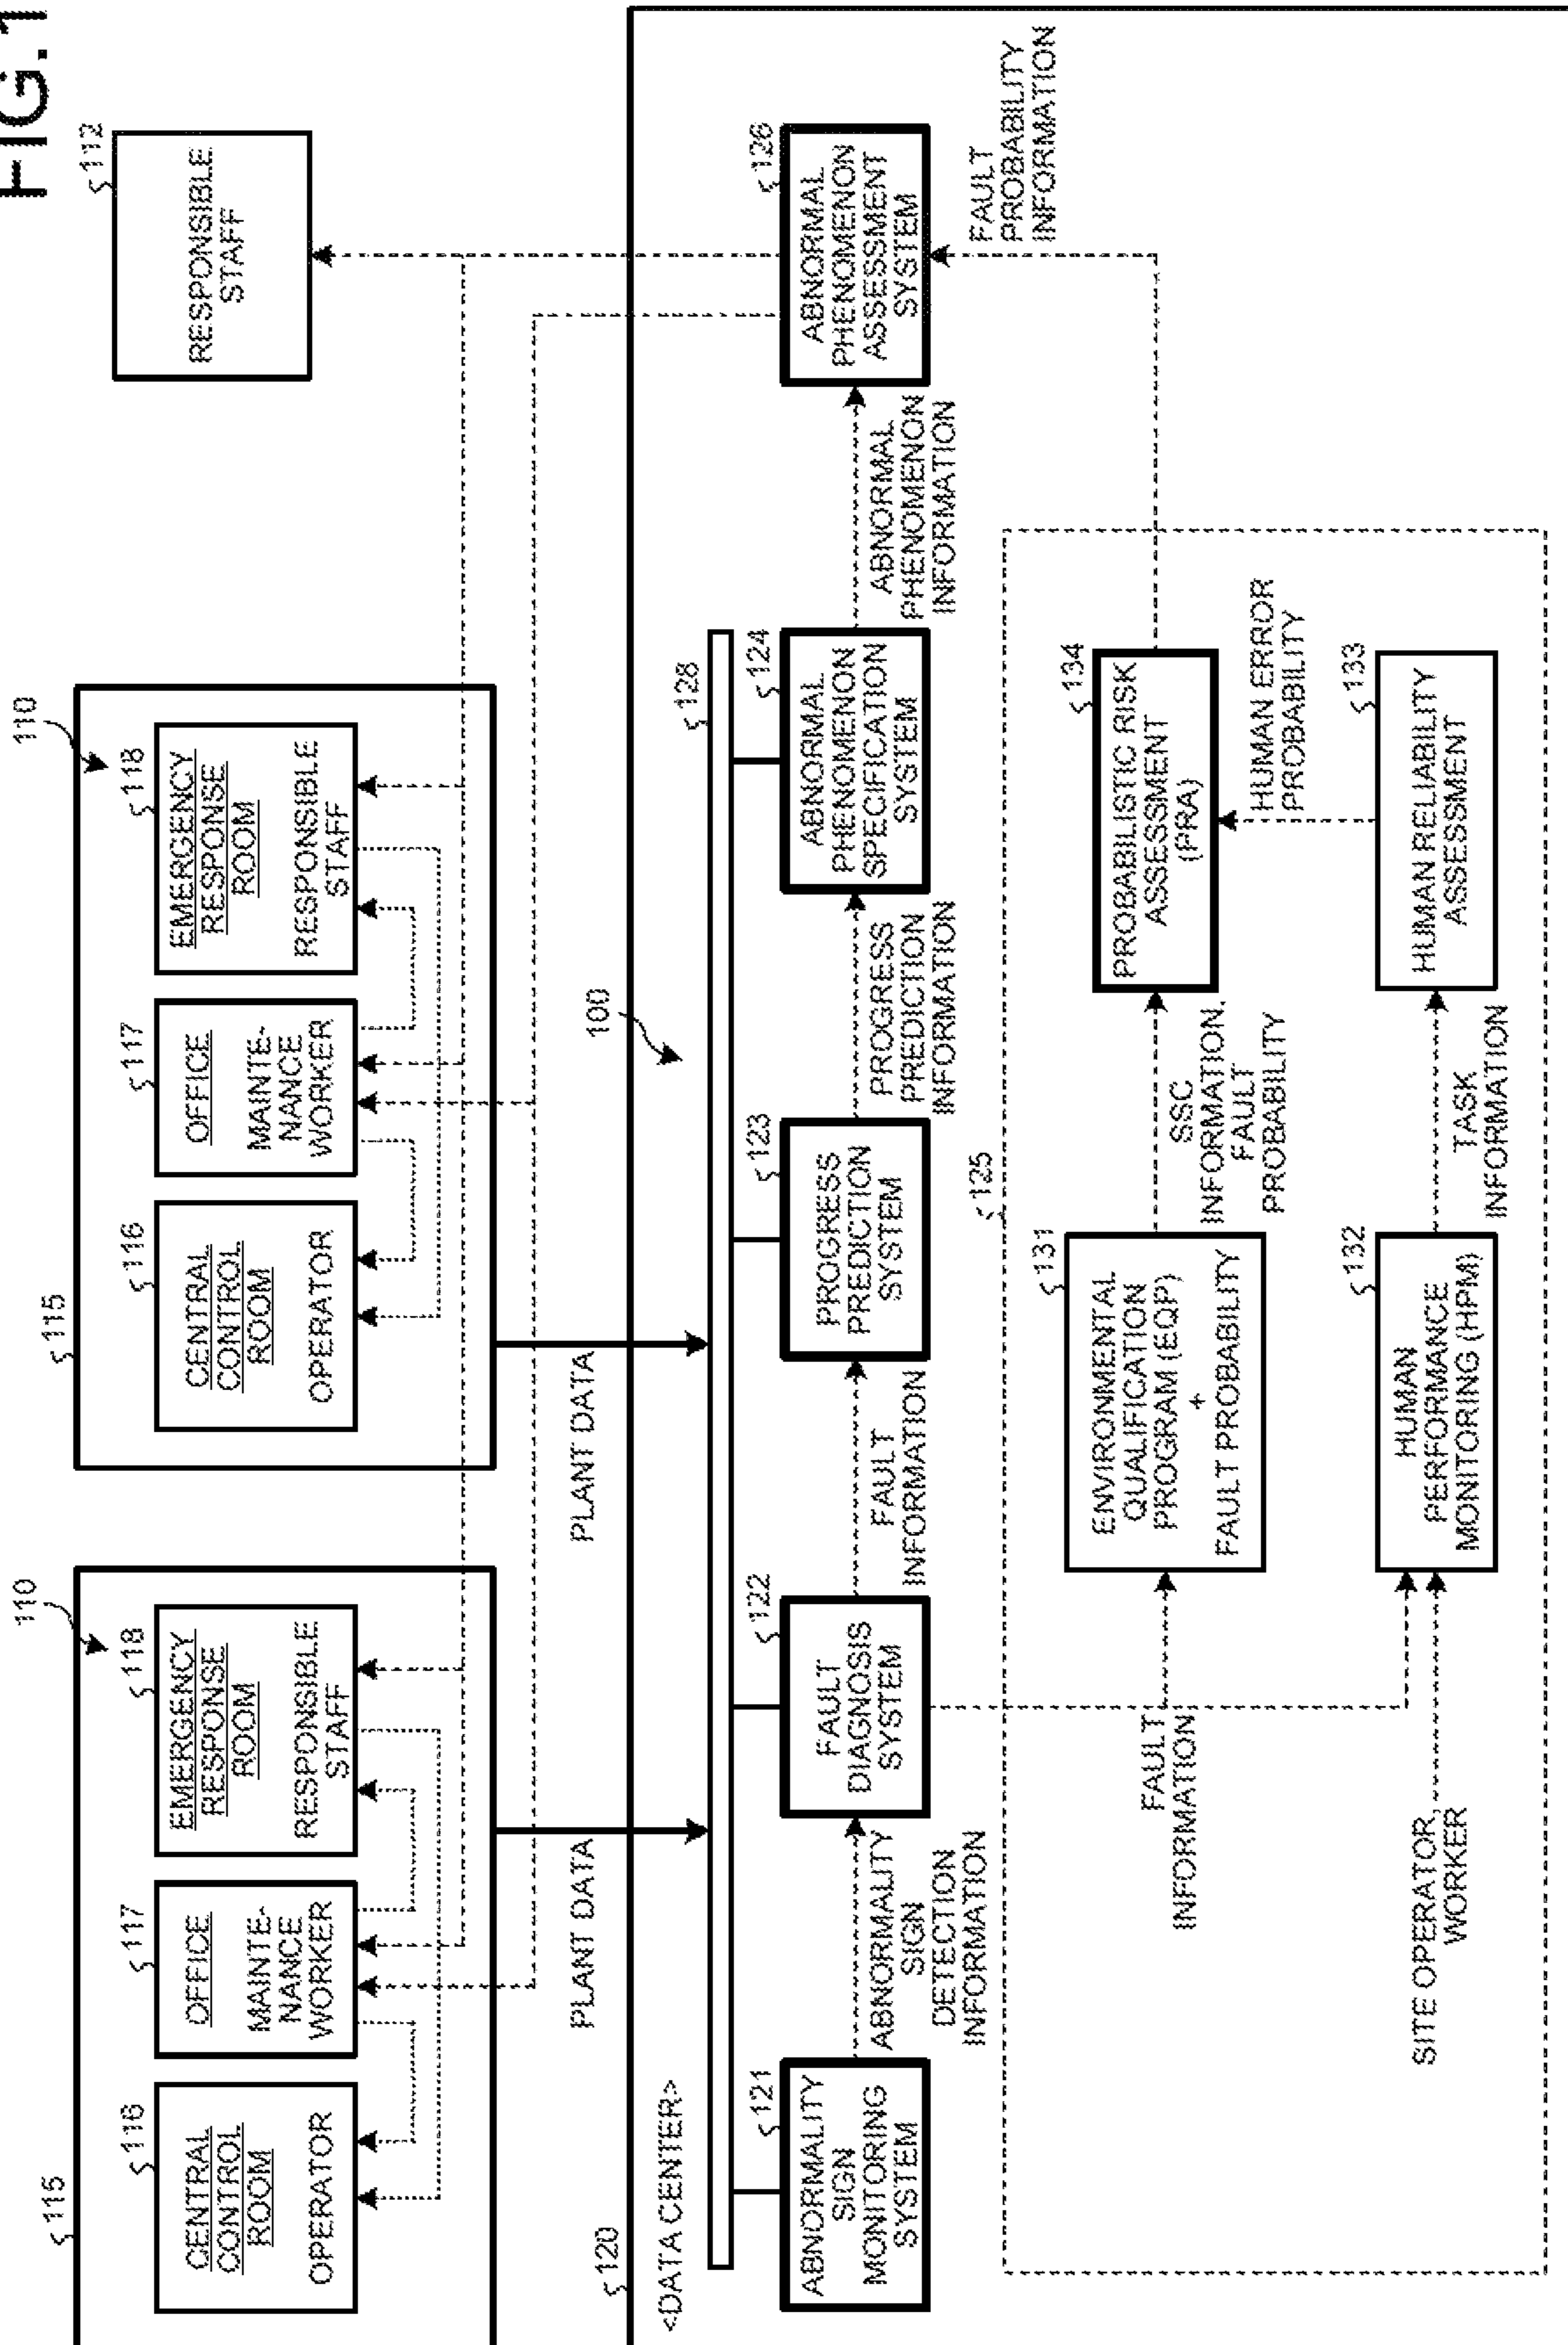 FIG.1
110
115
116
CENTRAL
CONTROL
ROOM
OPERATOR
117
OFFICE
MAINTE-
NANCE
WORKER
118
EMERGENCY
RESPONSE
ROOM
RESPONSIBLE
STAFF
110
115
116
CENTRAL
CONTROL
ROOM
OPERATOR
117
OFFICE
MAINTE-
NANCE
WORKER
118
EMERGENCY
RESPONSE
ROOM
RESPONSIBLE
STAFF
112
RESPONSIBLE
STAFF
PLANT DATA
PLANT DATA
120
<DATA CENTER>
100
128
121
ABNORMALITY
SIGN
MONITORING
SYSTEM
ABNORMALITY
SIGN
DETECTION
INFORMATION
122
FAULT
DIAGNOSIS
SYSTEM
FAULT
INFORMATION
123
PROGRESS
PREDICTION
SYSTEM
PROGRESS
PREDICTION
INFORMATION
124
ABNORMAL
PHENOMENON
SPECIFICATION
SYSTEM
ABNORMAL
PHENOMENON
INFORMATION
126
ABNORMAL
PHENOMENON
ASSESSMENT
SYSTEM
FAULT
PROBABILITY
INFORMATION
125
FAULT
INFORMATION
SITE OPERATOR,
WORKER
131
ENVIRONMENTAL
QUALIFICATION
PROGRAM (EQP)
+
FAULT PROBABILITY
SSC
INFORMATION,
FAULT
PROBABILITY
134
PROBABILISTIC RISK
ASSESSMENT
(PRA)
HUMAN ERROR
PROBABILITY
132
HUMAN
PERFORMANCE
MONITORING (HPM)
TASK
INFORMATION
133
HUMAN RELIABILITY
ASSESSMENT